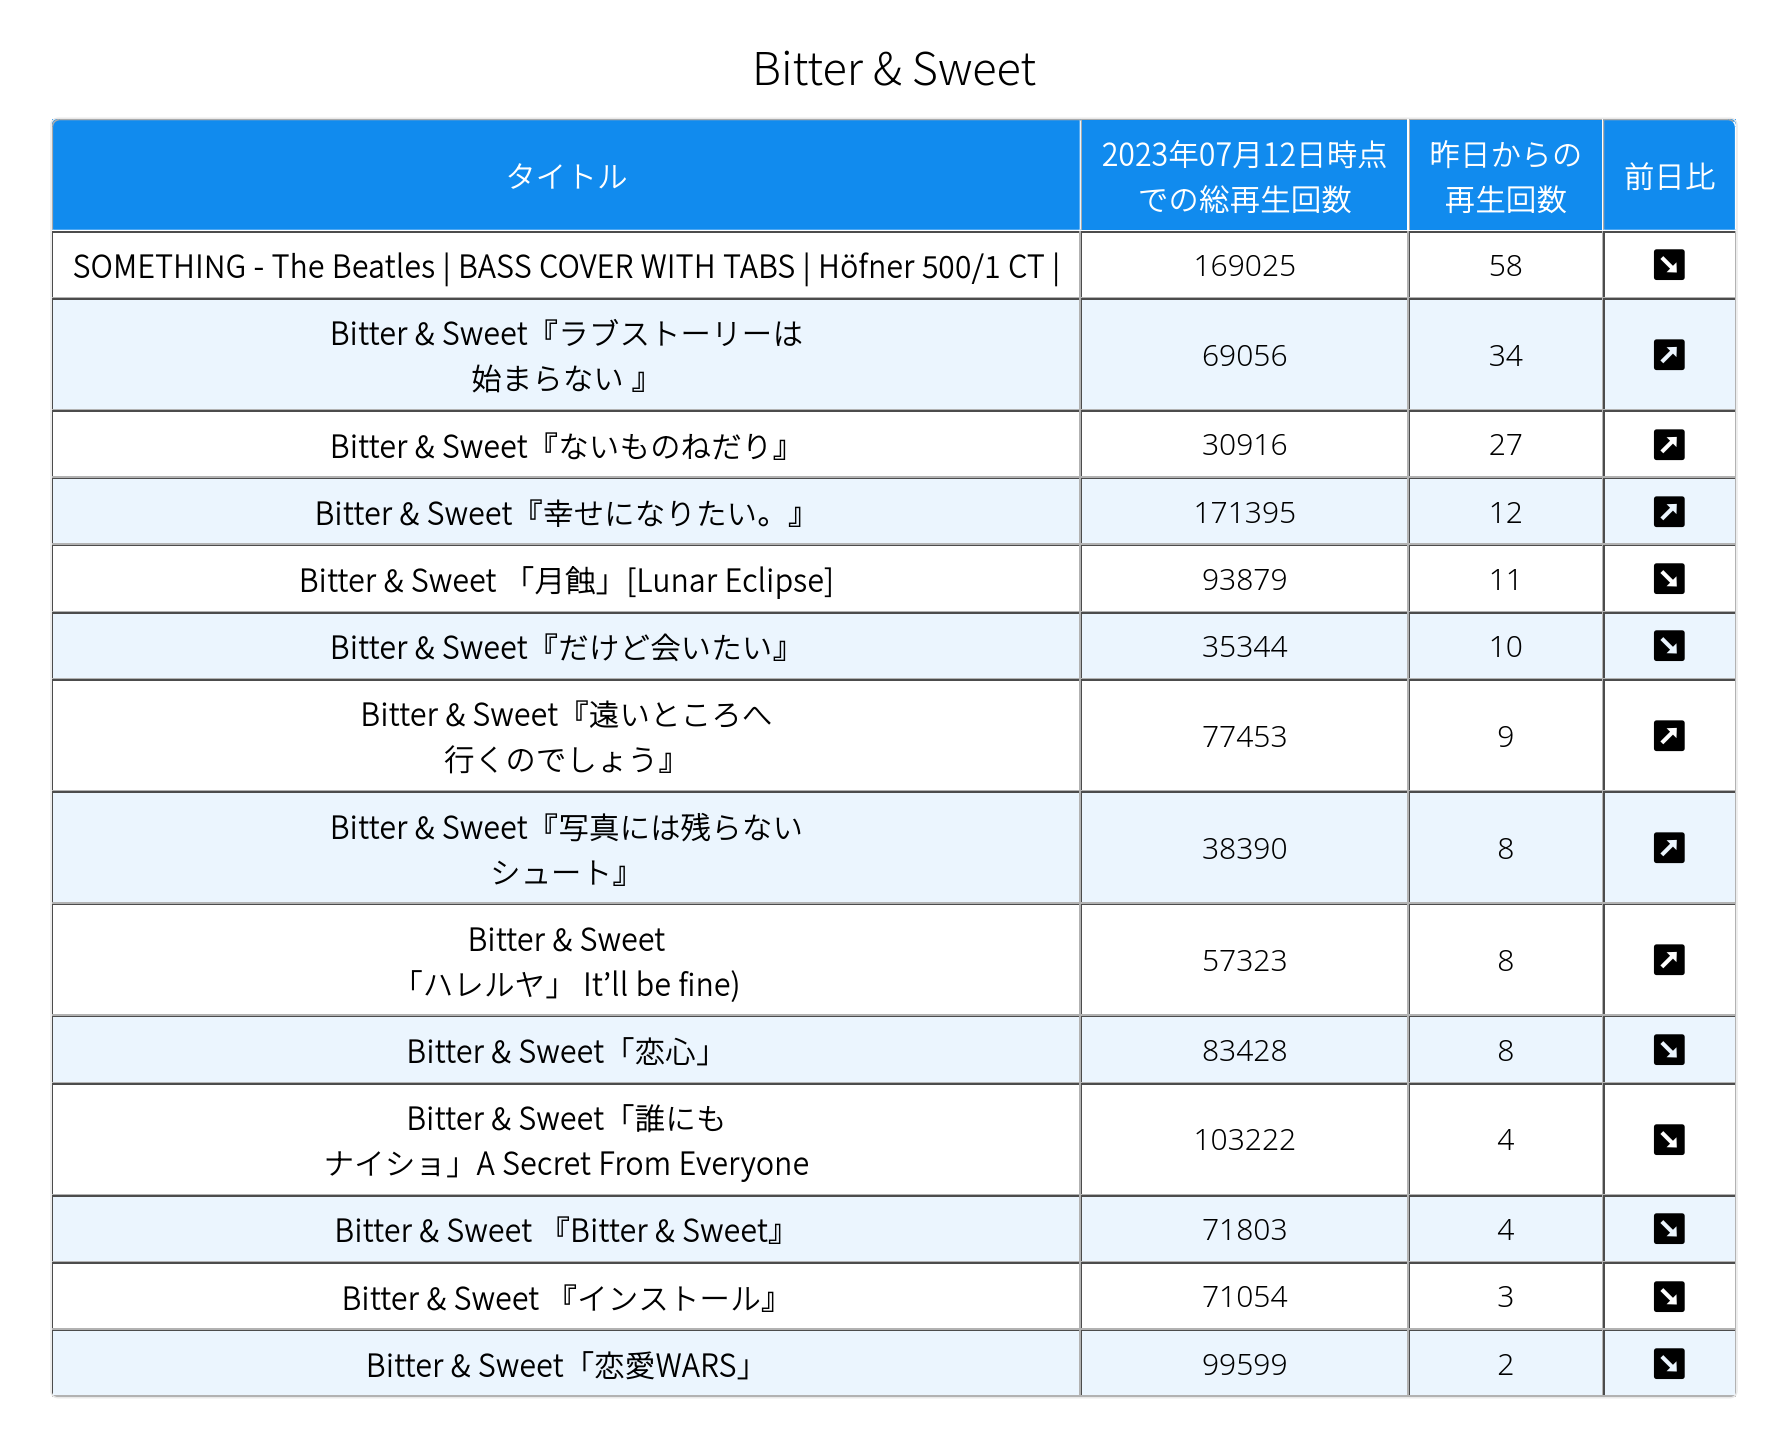 Bitter & Sweet
タイトル
2023年07月12日時点
での総再生回数
昨日からの
再生回数
前日比
SOMETHING - The Beatles | BASS COVER WITH TABS | Höfner 500/1 CT |
169025
58
Bitter & Sweet『ラブストーリーは
始まらない 』
69056
34
Bitter & Sweet『ないものねだり』
30916
27
Bitter & Sweet『幸せになりたい。』
171395
12
Bitter & Sweet 「月蝕」[Lunar Eclipse]
93879
11
Bitter & Sweet『だけど会いたい』
35344
10
Bitter & Sweet『遠いところへ
行くのでしょう』
77453
9
Bitter & Sweet『写真には残らない
シュート』
38390
8
Bitter & Sweet
「ハレルヤ」 It’ll be fine)
57323
8
Bitter & Sweet「恋心」
83428
8
Bitter & Sweet「誰にも
ナイショ」A Secret From Everyone
103222
4
Bitter & Sweet 『Bitter & Sweet』
71803
4
Bitter & Sweet 『インストール』
71054
3
Bitter & Sweet「恋愛WARS」
99599
2